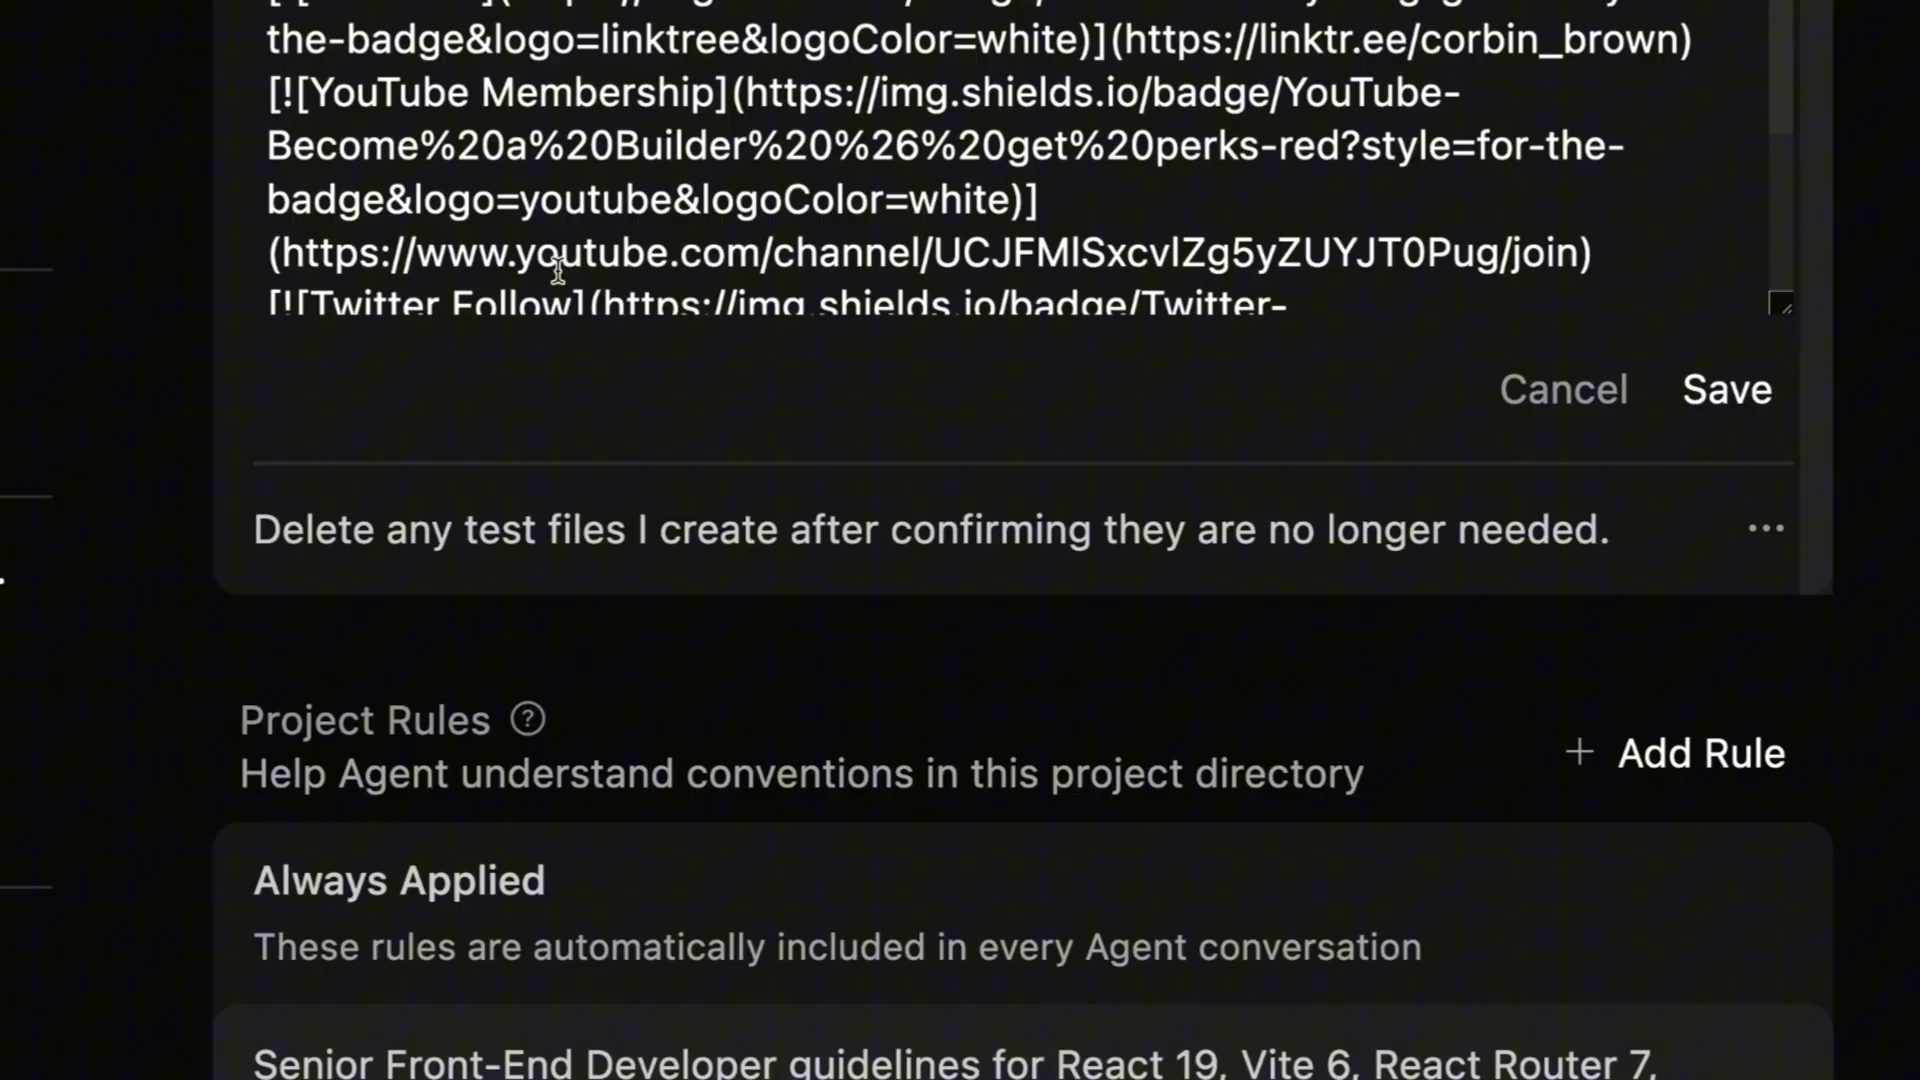 the-badge&logo=linktree&logoColor=white)](https://linktr.ee/corbin_brown)
[![YouTube Membership](https://img.shields.io/badge/YouTube-
Become%20a%20Builder%20%26%20get%20perks-red?style=for-the-
badge&logo=youtube&logoColor=white)]
(https://www.youtube.com/channel/UCJFMlSxcvlZg5yZUYJT0Pug/join)
[![Twitter Follow](https://img.shields.io/badge/Twitter-
Cancel Save
Delete any test files I create after confirming they are no longer needed.
Project Rules
Help Agent understand conventions in this project directory
+ Add Rule
Always Applied
These rules are automatically included in every Agent conversation
Senior Front-End Developer guidelines for React 19, Vite 6, React Router 7,